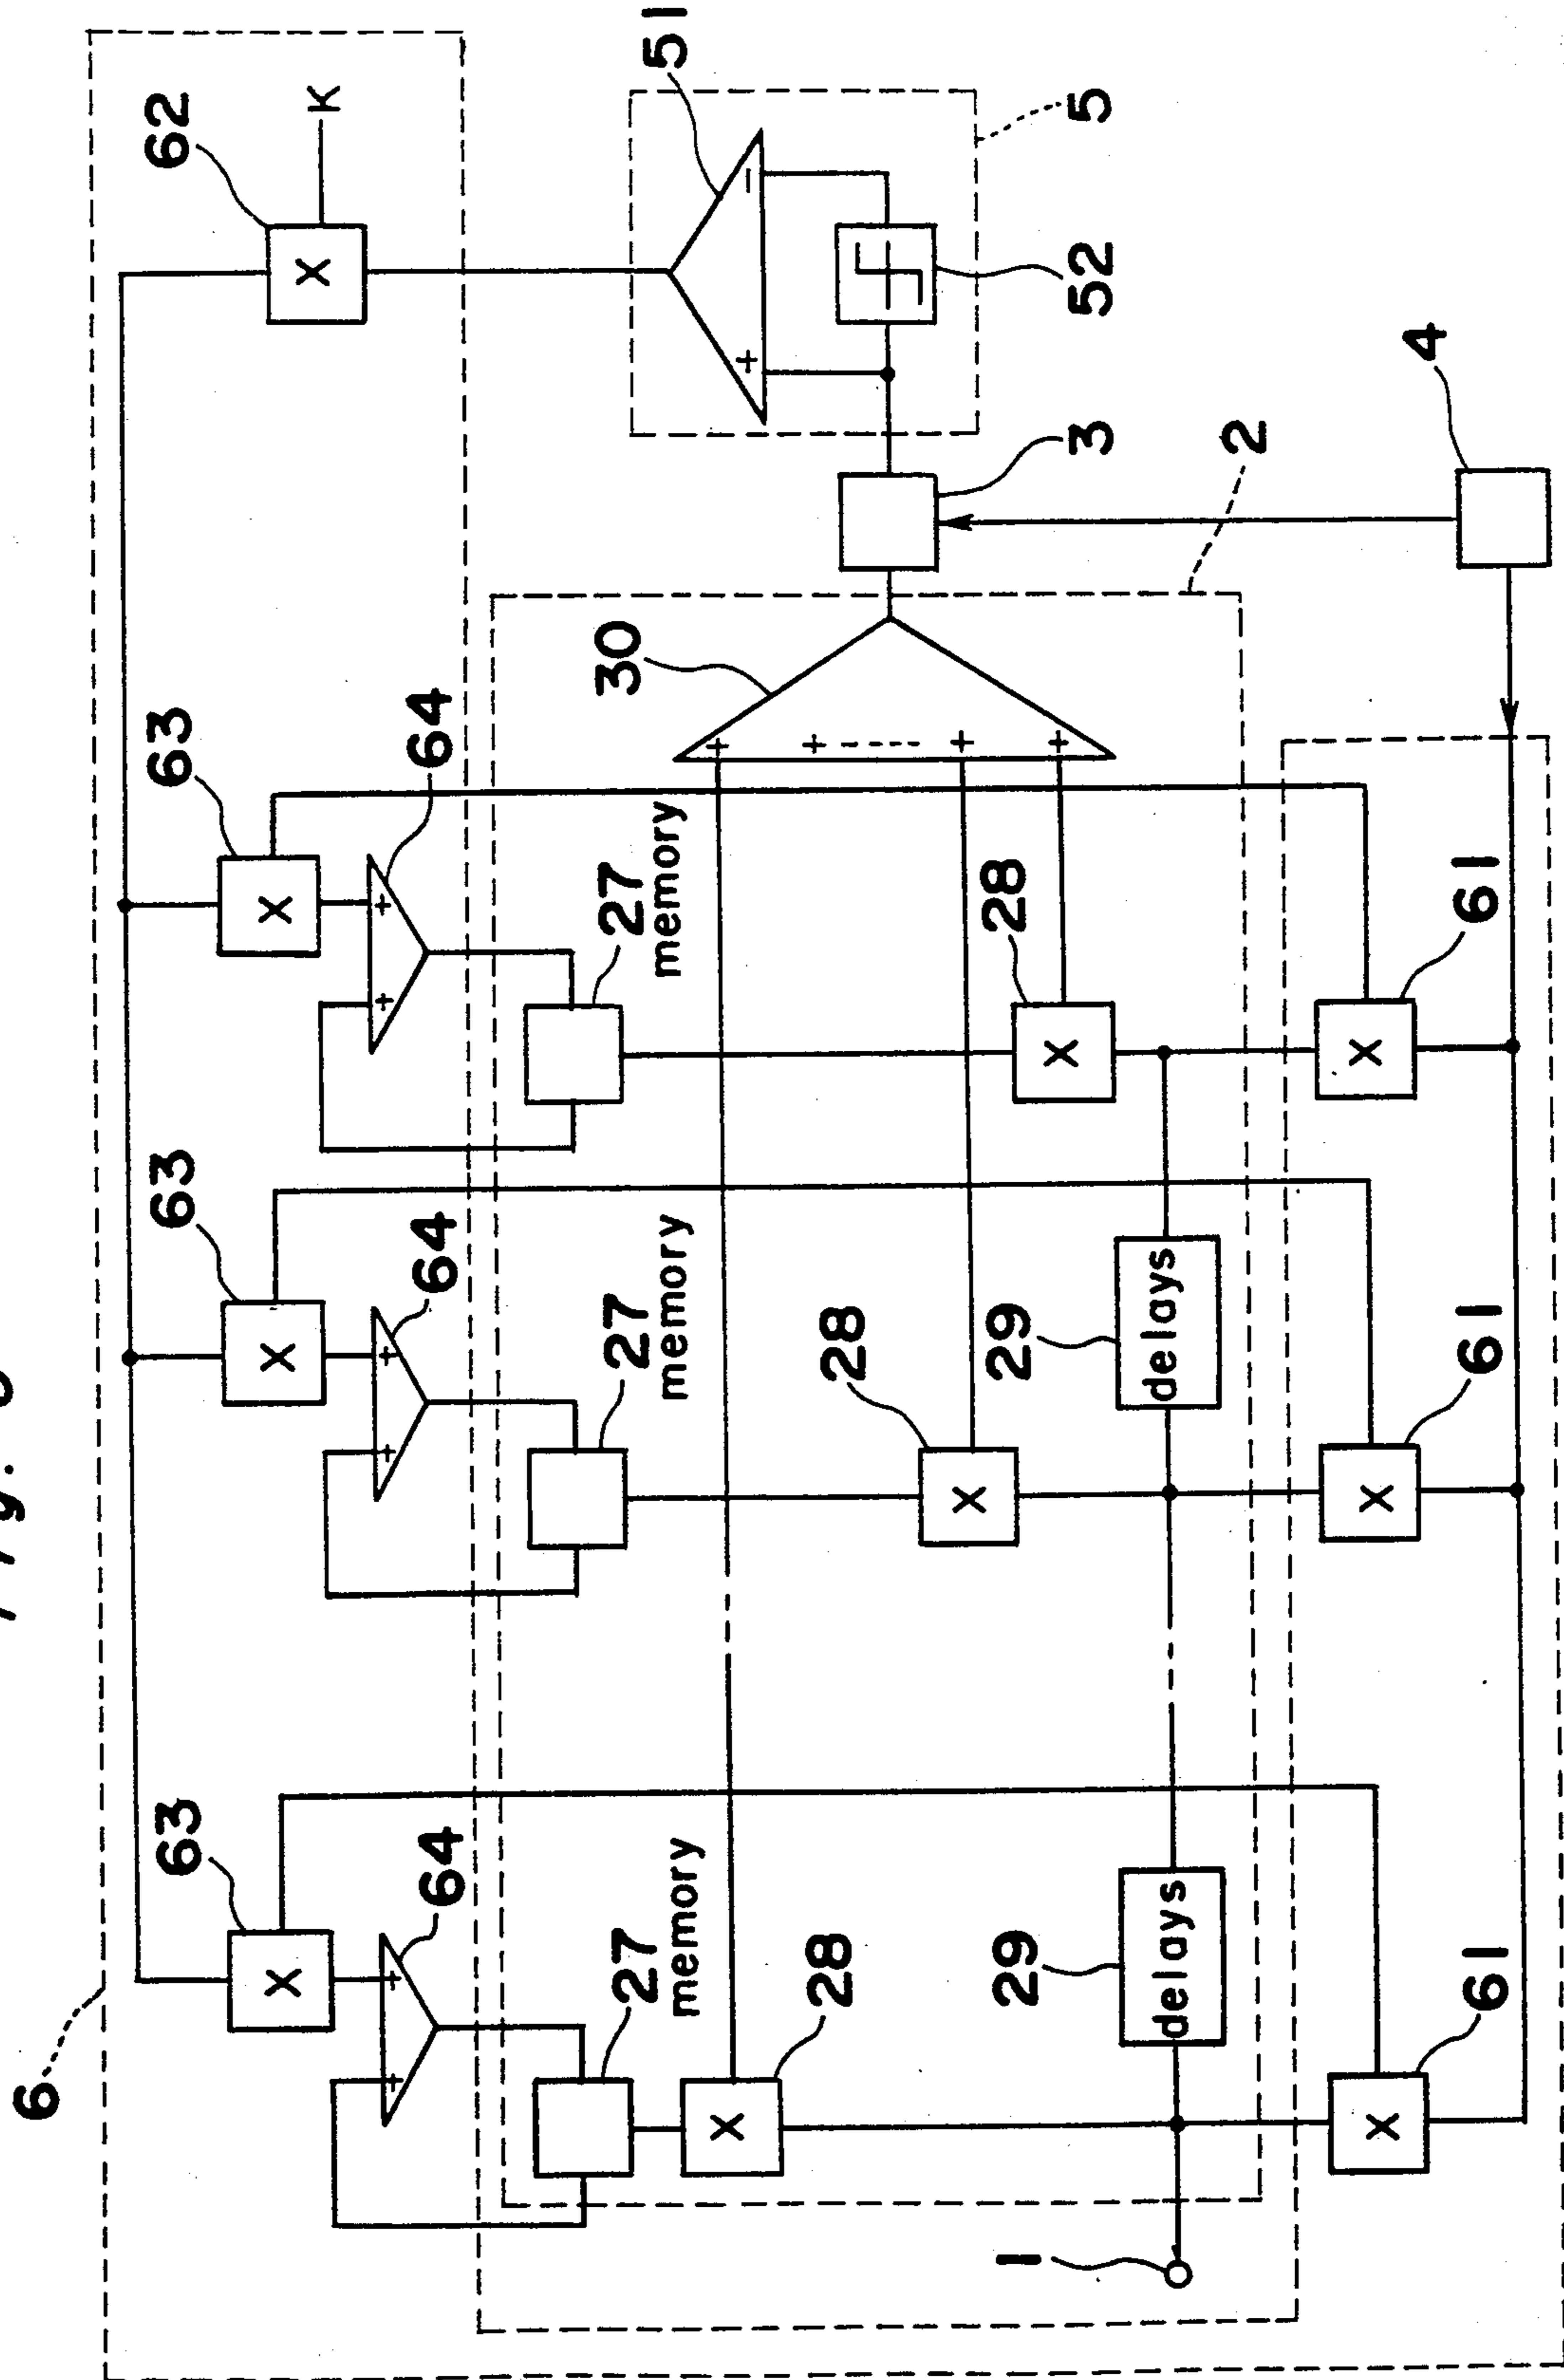 Fig.
6
63 63 63 62
X X X X K
+ + + + + +
64 64 64
27 27 27 30 51
memory memory memory
X + + -
+
28 28
X + 28
1 29 29
X +
3 52 5
delays delays
2
X X X
4
61 61 61